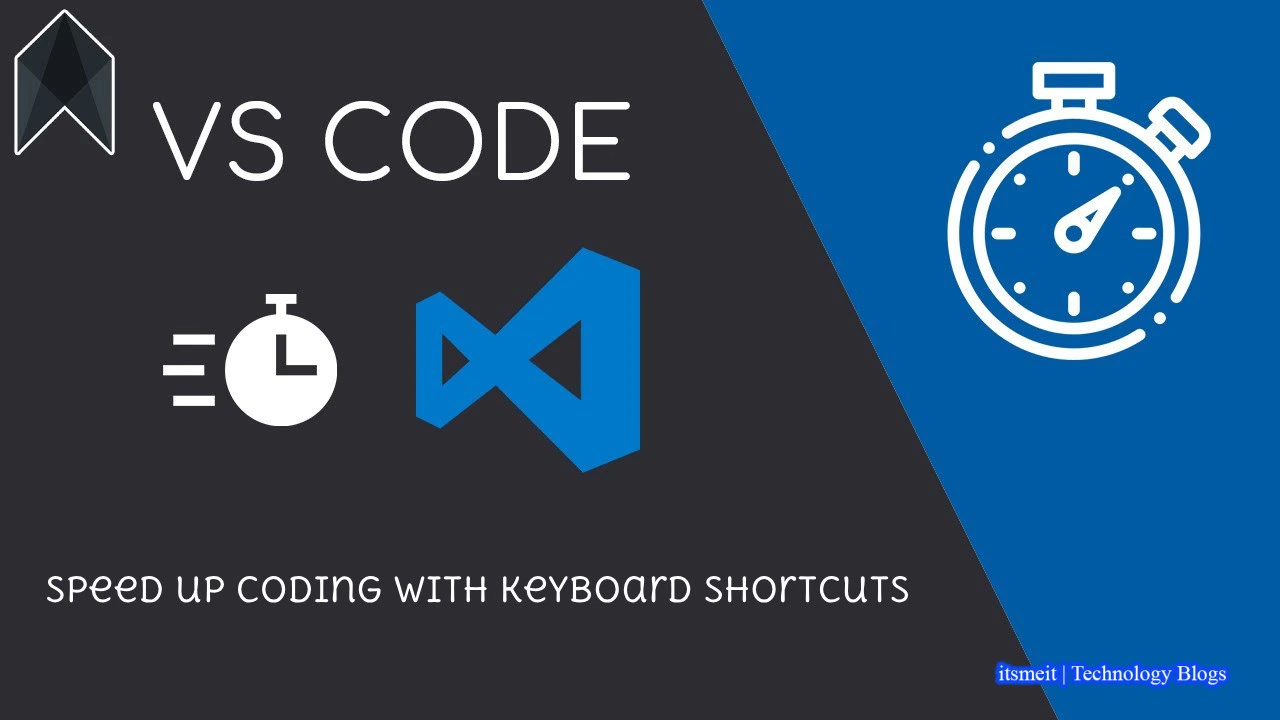 VS CODE
SPEED UP CODING WITH KEYBOARD SHORTCUTS
itsmeit | Technology Blogs